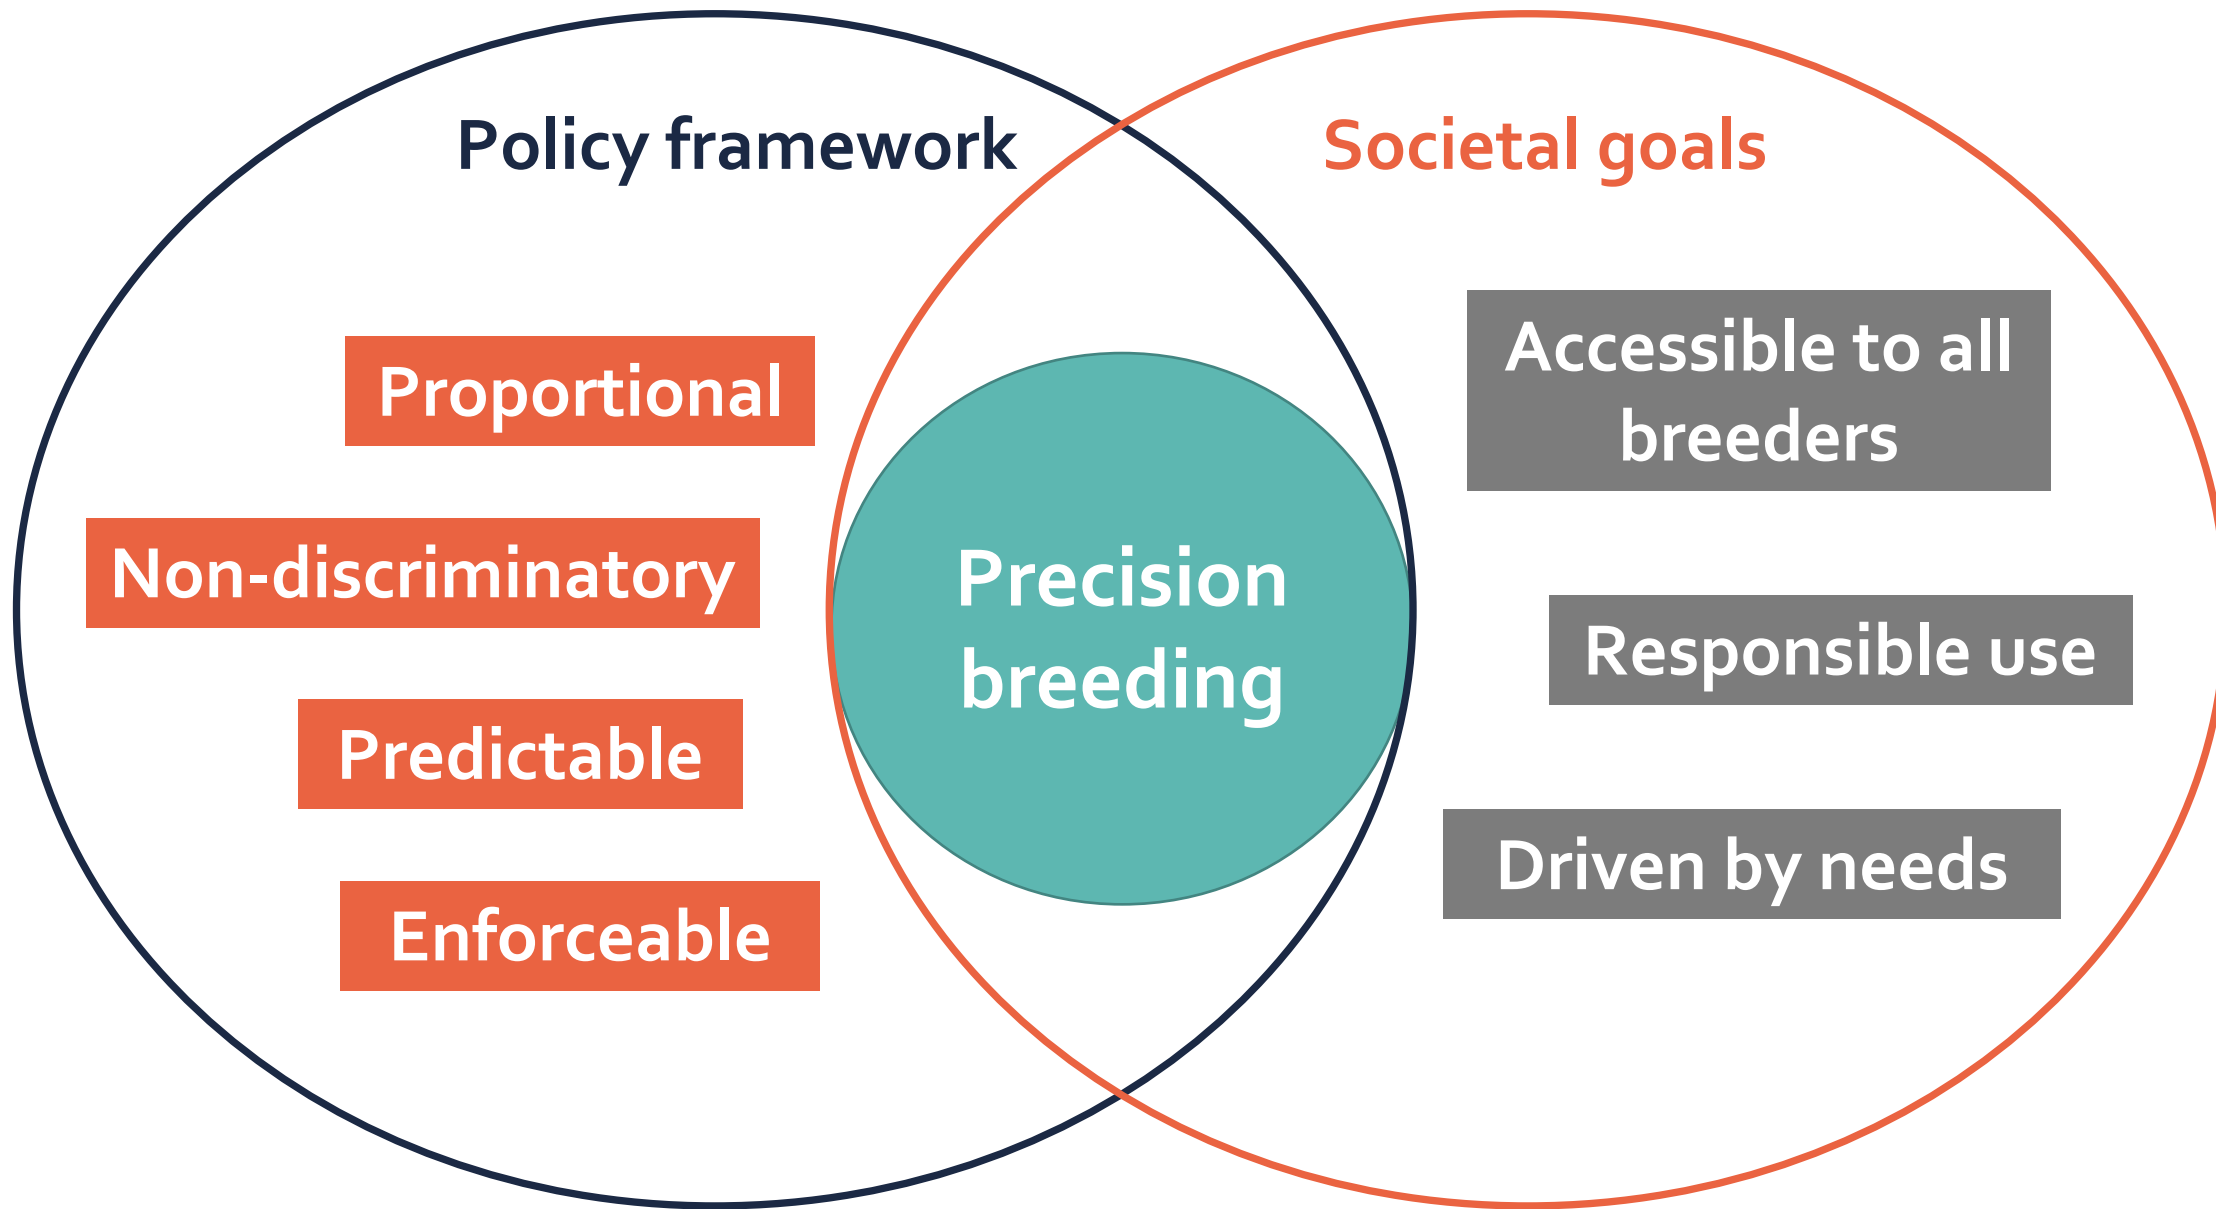 Policy framework
Societal goals
Proportional
Non-discriminatory
Predictable
Enforceable
Precision
breeding
Accessible to all
breeders
Responsible use
Driven by needs